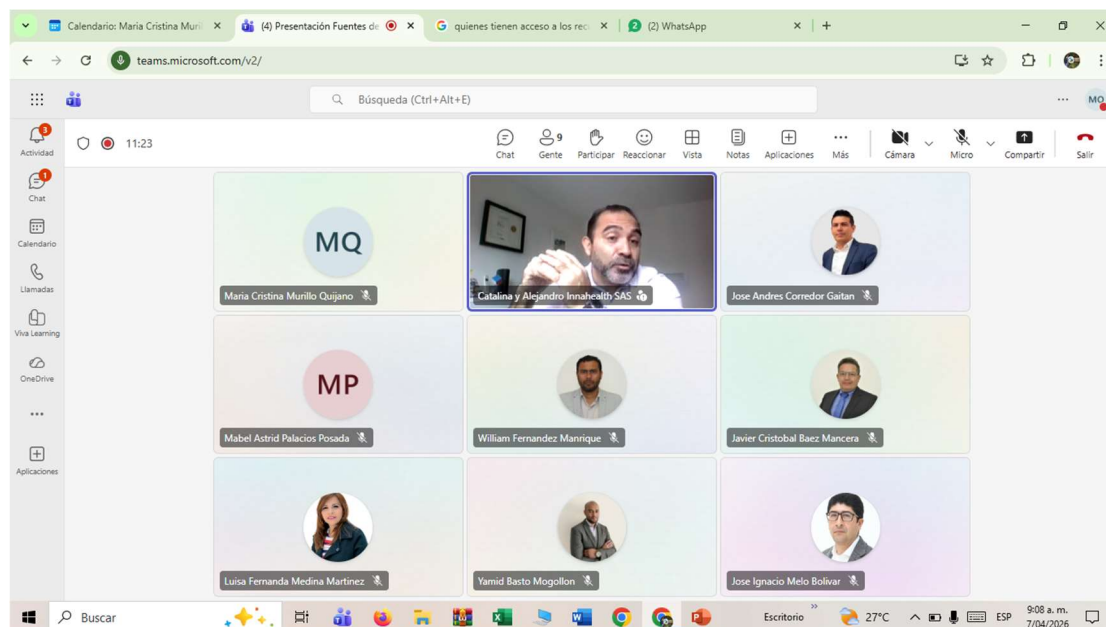 Calendario: Maria Cristina Muril
(4) Presentación Fuentes de
quienes tienen acceso a los rec
(2) WhatsApp
teams.microsoft.com/v2/
Búsqueda (Ctrl+Alt+E)
MQ
3
Actividad
11:23
Chat
9
Gente
Participar
Reaccionar
Vista
Notas
Aplicaciones
Más
Cámara
Micro
Compartir
Salir
1
Chat
Calendario
Llamadas
Viva Learning
OneDrive
Aplicaciones
MQ
Maria Cristina Murillo Quijano
Catalina y Alejandro Innahealth SAS
Jose Andres Corredor Gaitan
MP
Mabel Astrid Palacios Posada
William Fernandez Manrique
Javier Cristobal Baez Mancera
Luisa Fernanda Medina Martinez
Yamid Basto Mogollon
Jose Ignacio Melo Bolivar
Buscar
Escritorio
27°C
ESP
9:08 a. m.
7/04/2026